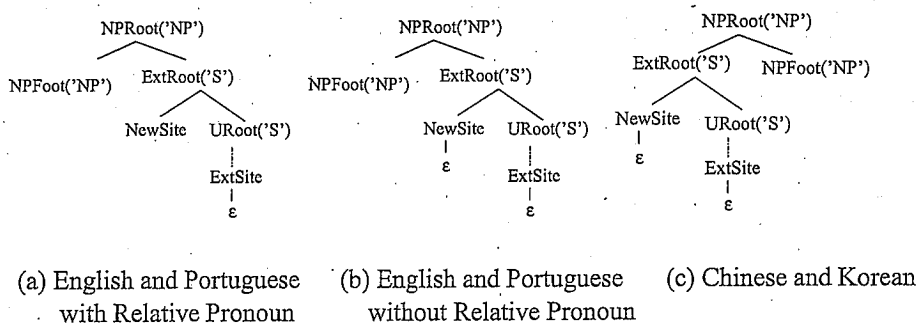 NPRoot('NP')
NPFoot('NP') ExtRoot('S')
NewSite URoot('S')
ExtSite
ε
(a) English and Portuguese
with Relative Pronoun
NPRoot('NP')
NPFoot('NP') ExtRoot('S')
NewSite URoot('S')
ε
ExtSite
ε
(b) English and Portuguese
without Relative Pronoun
NPRoot('NP')
ExtRoot('S') NPFoot('NP')
NewSite URoot('S')
ε
ExtSite
ε
(c) Chinese and Korean